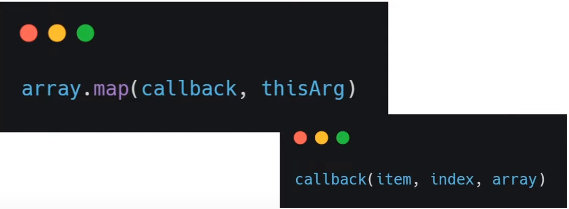 array.map(callback, thisArg)
callback(item, index, array)